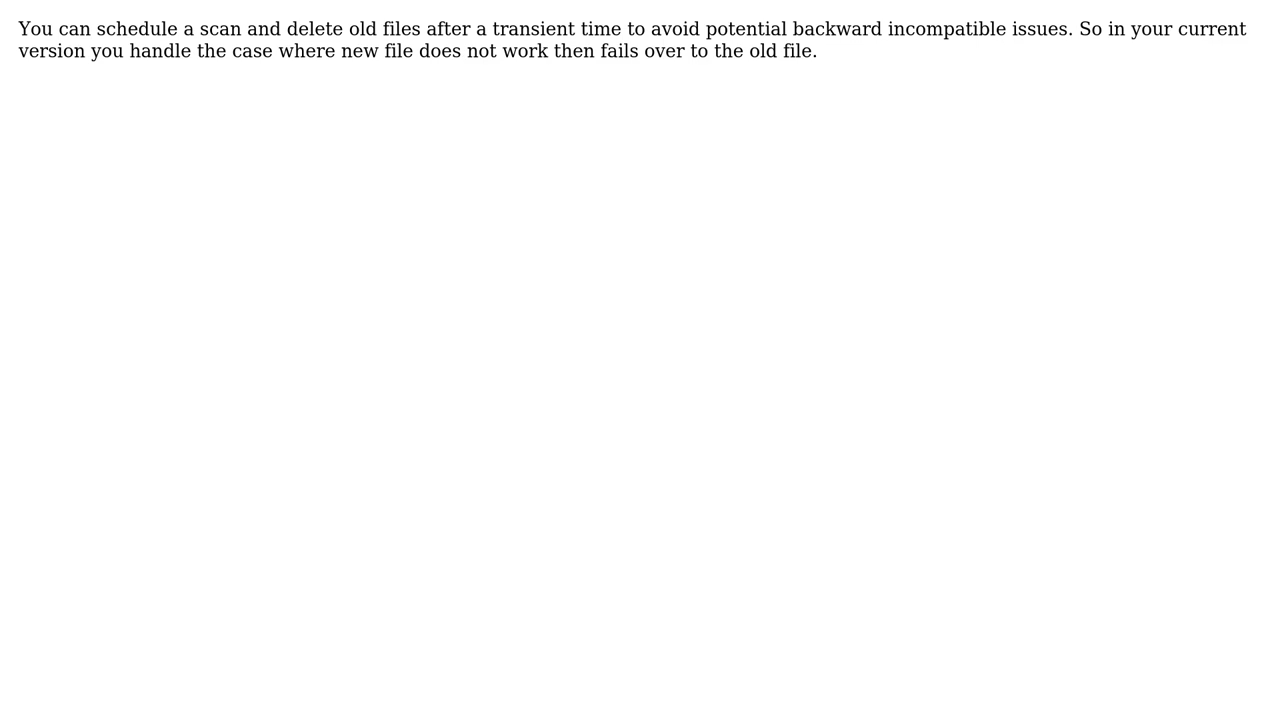 You can schedule a scan and delete old files after a transient time to avoid potential backward incompatible issues. So in your current
version you handle the case where new file does not work then fails over to the old file.